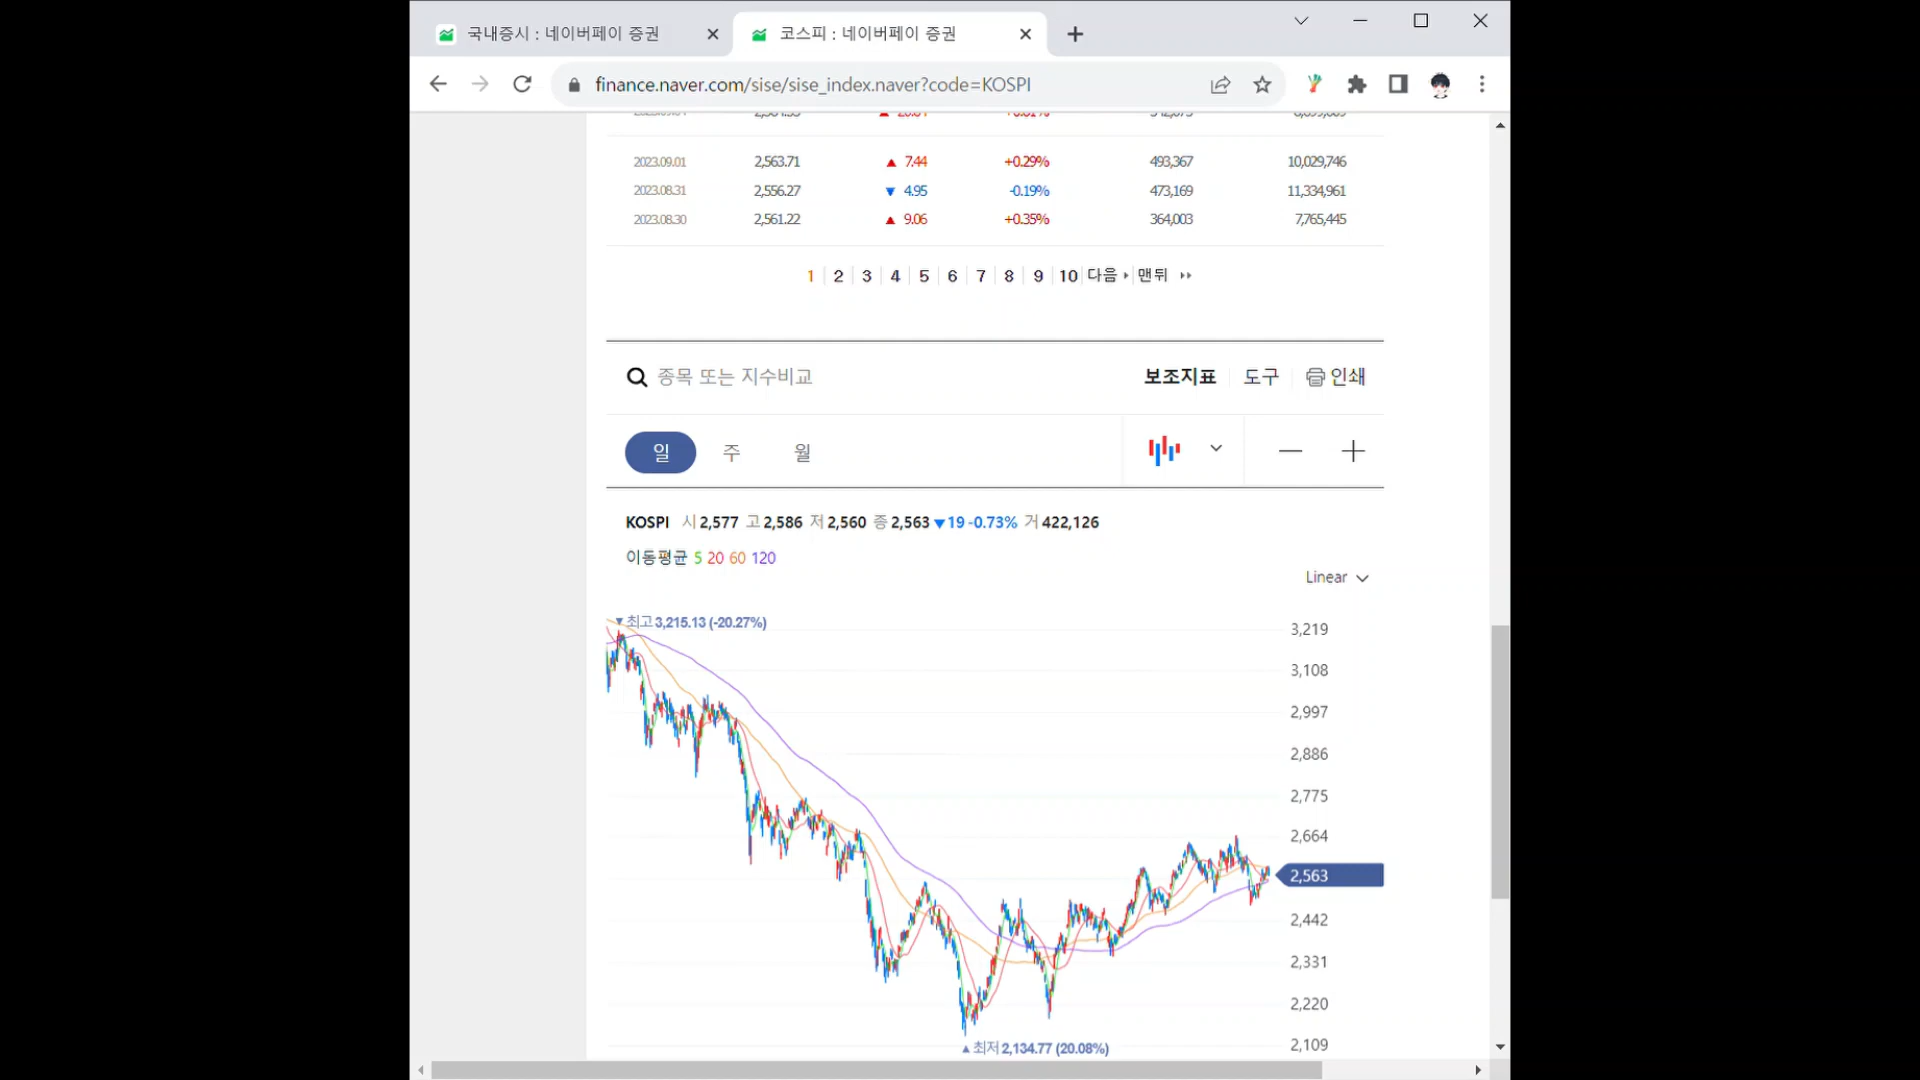 국내증시 : 네이버페이 증권
코스피 : 네이버페이 증권
finance.naver.com/sise/sise_index.naver?code=KOSPI
2023.09.01 2,563.71 ▲ 7.44 +0.29% 493,367 10,029,746
2023.08.31 2,556.27 ▼ 4.95 -0.19% 473,169 11,334,961
2023.08.30 2,561.22 ▲ 9.06 +0.35% 364,003 7,765,445
1 2 3 4 5 6 7 8 9 10 다음 맨뒤
종목 또는 지수비교 보조지표 도구 인쇄
일 주 월
KOSPI 시 2,577 고 2,586 저 2,560 종 2,563 ▼19 -0.73% 거 422,126
이동평균 5 20 60 120
Linear
▼최고 3,215.13 (-20.27%)
3,219
3,108
2,997
2,886
2,775
2,664
2,563
2,442
2,331
2,220
▲최저 2,134.77 (20.08%)
2,109